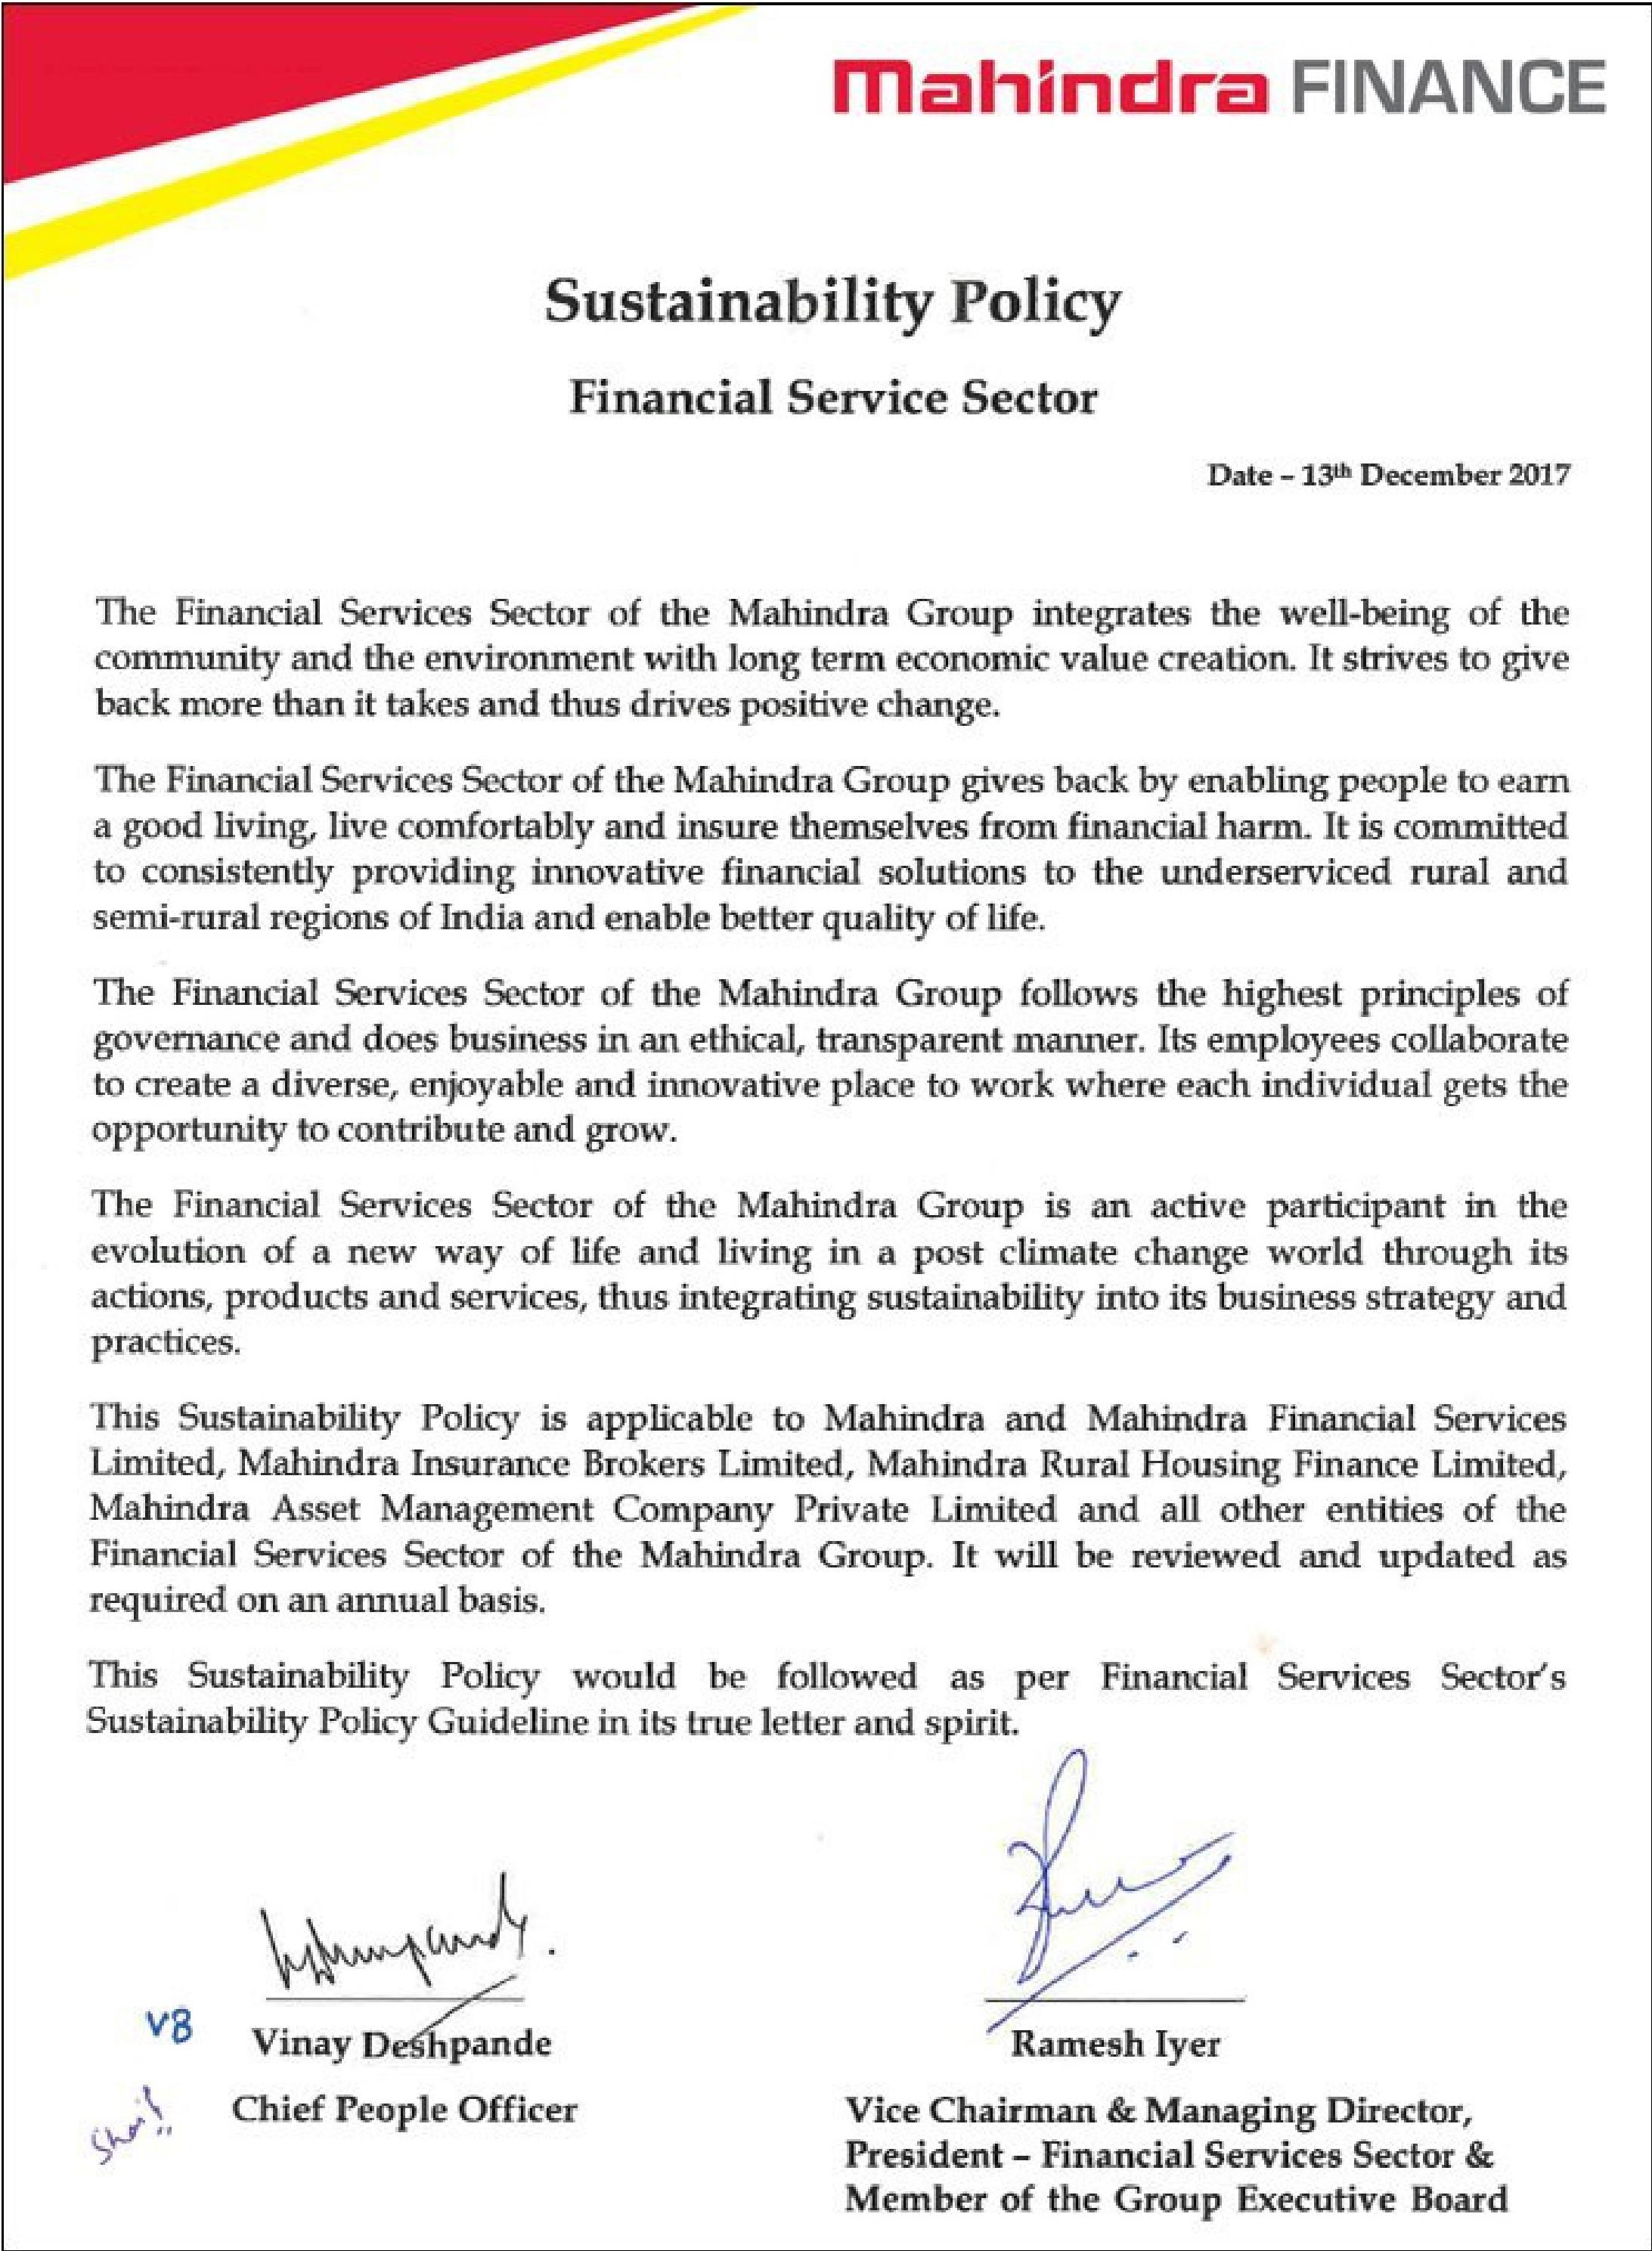 Mahindra FINANCE
Sustainability Policy
Financial Service Sector
Date – 13th December 2017
The Financial Services Sector of the Mahindra Group integrates the well-being of the
community and the environment with long term economic value creation. It strives to give
back more than it takes and thus drives positive change.
The Financial Services Sector of the Mahindra Group gives back by enabling people to earn
a good living, live comfortably and insure themselves from financial harm. It is committed
to consistently providing innovative financial solutions to the underserviced rural and
semi-rural regions of India and enable better quality of life.
The Financial Services Sector of the Mahindra Group follows the highest principles of
governance and does business in an ethical, transparent manner. Its employees collaborate
to create a diverse, enjoyable and innovative place to work where each individual gets the
opportunity to contribute and grow.
The Financial Services Sector of the Mahindra Group is an active participant in the
evolution of a new way of life and living in a post climate change world through its
actions, products and services, thus integrating sustainability into its business strategy and
practices.
This Sustainability Policy is applicable to Mahindra and Mahindra Financial Services
Limited, Mahindra Insurance Brokers Limited, Mahindra Rural Housing Finance Limited,
Mahindra Asset Management Company Private Limited and all other entities of the
Financial Services Sector of the Mahindra Group. It will be reviewed and updated as
required on an annual basis.
This Sustainability Policy would be followed as per Financial Services Sector's
Sustainability Policy Guideline in its true letter and spirit.
VB
Vinay Deshpande
Chief People Officer
Ramesh Iyer
Vice Chairman & Managing Director,
President – Financial Services Sector &
Member of the Group Executive Board